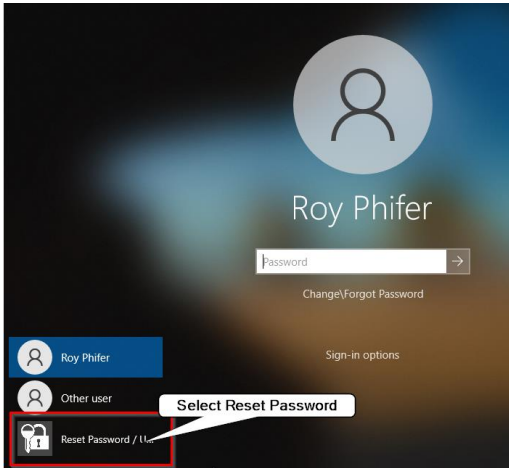 Roy Phifer
Password
Change\Forgot Password
Sign-in options
Roy Phifer
Other user
Select Reset Password
Reset Password / U...